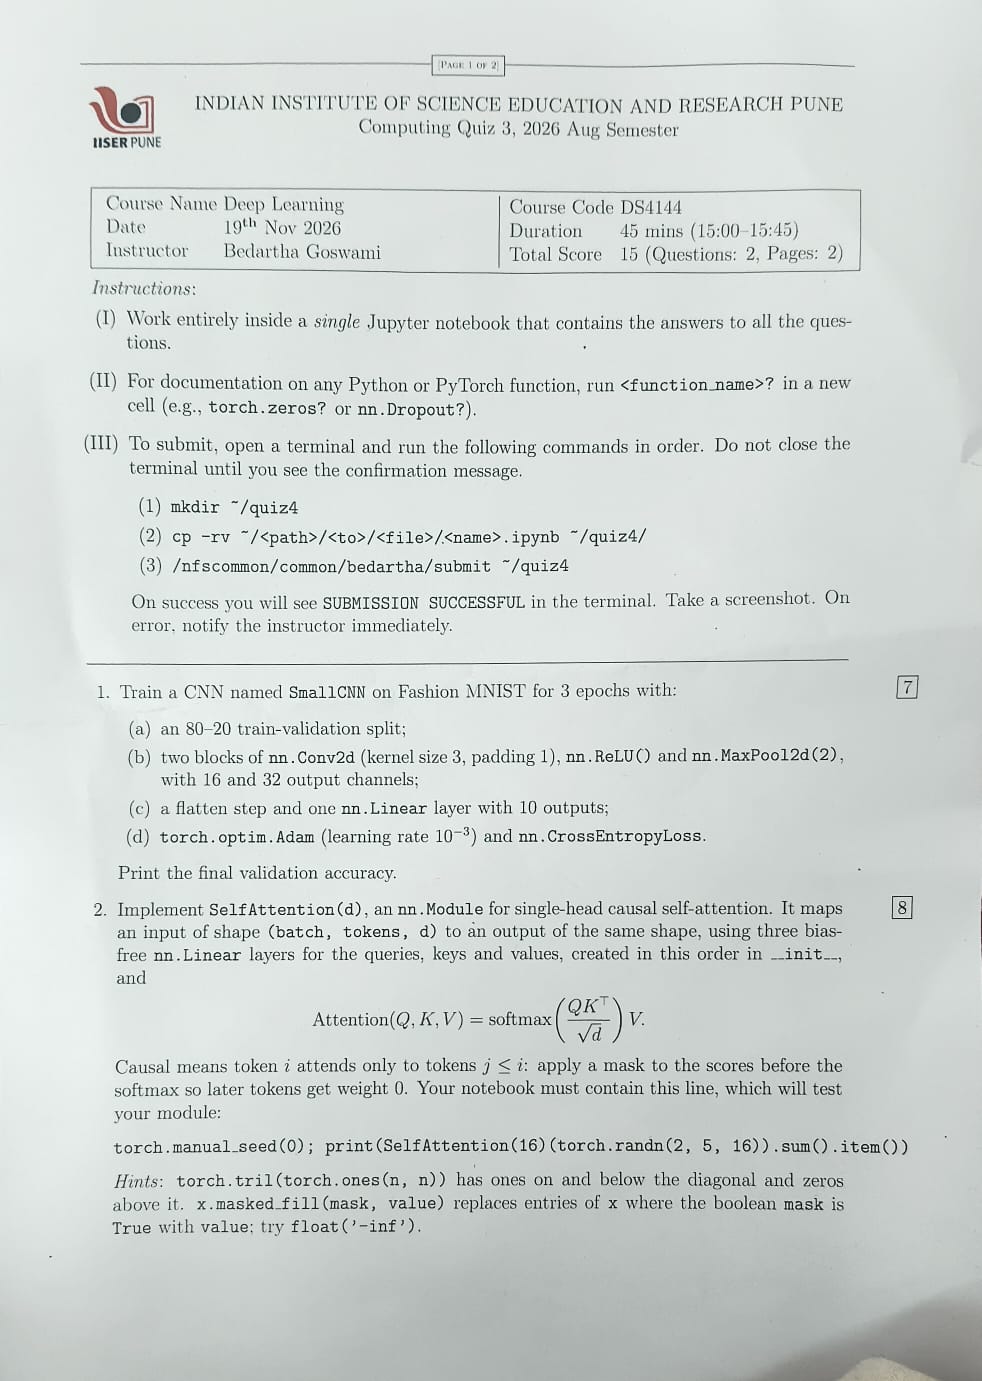 [PAGE 1 OF 2]
IISER PUNE
INDIAN INSTITUTE OF SCIENCE EDUCATION AND RESEARCH PUNE
Computing Quiz 3, 2026 Aug Semester
Course Name Deep Learning
Date 19th Nov 2026
Instructor Bedartha Goswami
Course Code DS4144
Duration 45 mins (15:00–15:45)
Total Score 15 (Questions: 2, Pages: 2)
Instructions:
(I) Work entirely inside a single Jupyter notebook that contains the answers to all the ques-
tions.
(II) For documentation on any Python or PyTorch function, run <function_name>? in a new
cell (e.g., torch.zeros? or nn.Dropout?).
(III) To submit, open a terminal and run the following commands in order. Do not close the
terminal until you see the confirmation message.
(1) mkdir ~/quiz4
(2) cp -rv ~/<path>/<to>/<file>/<name>.ipynb ~/quiz4/
(3) /nfscommon/common/bedartha/submit ~/quiz4
On success you will see SUBMISSION SUCCESSFUL in the terminal. Take a screenshot. On
error, notify the instructor immediately.
1. Train a CNN named SmallCNN on Fashion MNIST for 3 epochs with: 7
(a) an 80–20 train-validation split;
(b) two blocks of nn.Conv2d (kernel size 3, padding 1), nn.ReLU() and nn.MaxPool2d(2),
with 16 and 32 output channels;
(c) a flatten step and one nn.Linear layer with 10 outputs;
(d) torch.optim.Adam (learning rate 10⁻³) and nn.CrossEntropyLoss.
Print the final validation accuracy.
2. Implement SelfAttention(d), an nn.Module for single-head causal self-attention. It maps 8
an input of shape (batch, tokens, d) to an output of the same shape, using three bias-
free nn.Linear layers for the queries, keys and values, created in this order in __init__,
and
Attention(Q, K, V) = softmax(QK⊤/√d) V.
Causal means token i attends only to tokens j ≤ i: apply a mask to the scores before the
softmax so later tokens get weight 0. Your notebook must contain this line, which will test
your module:
torch.manual_seed(0); print(SelfAttention(16)(torch.randn(2, 5, 16)).sum().item())
Hints: torch.tril(torch.ones(n, n)) has ones on and below the diagonal and zeros
above it. x.masked_fill(mask, value) replaces entries of x where the boolean mask is
True with value; try float('-inf').